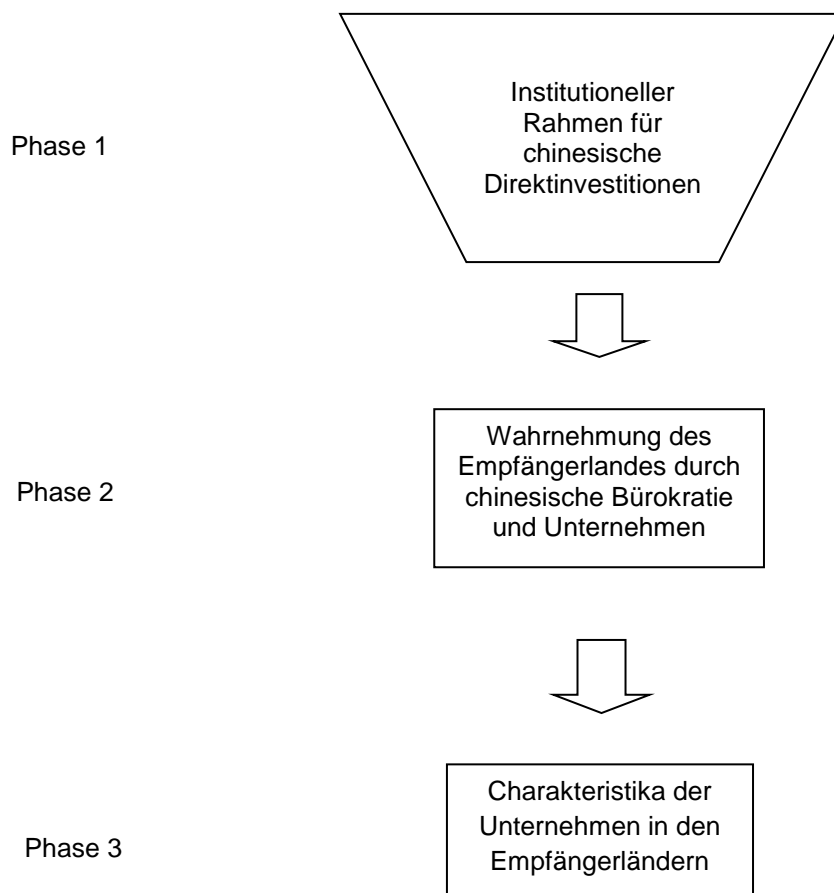 Phase 1
Institutioneller
Rahmen für
chinesische
Direktinvestitionen
Phase 2
Wahrnehmung des
Empfängerlandes durch
chinesische Bürokratie
und Unternehmen
Phase 3
Charakteristika der
Unternehmen in den
Empfängerländern